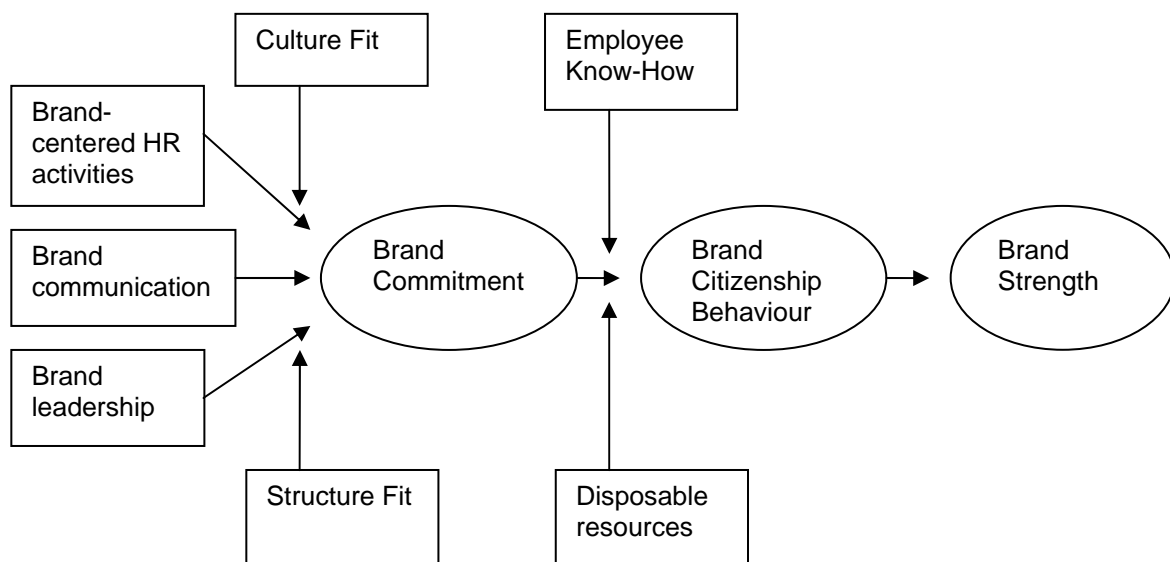 Culture Fit
Employee
Know-How
Brand-
centered HR
activities
Brand
communication
Brand
leadership
Brand
Commitment
Brand
Citizenship
Behaviour
Brand
Strength
Structure Fit
Disposable
resources